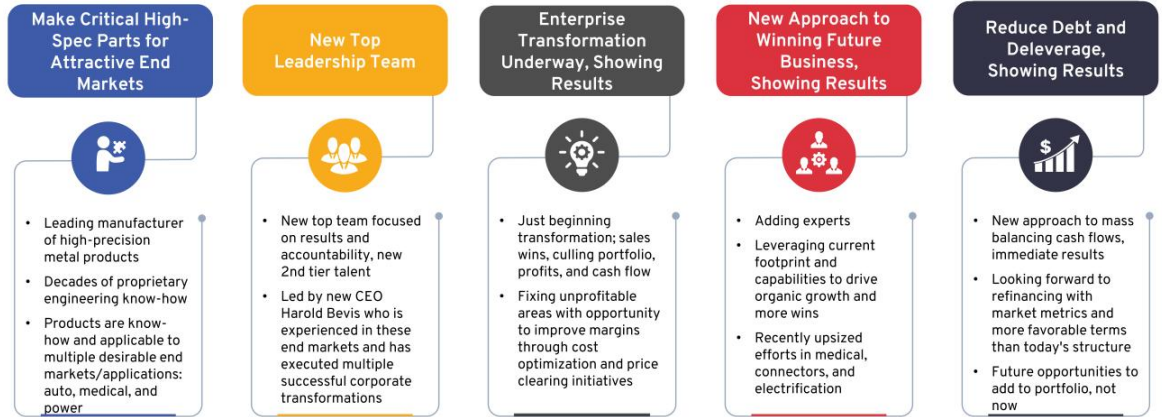 Make Critical High-
Spec Parts for
Attractive End
Markets
• Leading manufacturer
of high-precision
metal products
• Decades of proprietary
engineering know-how
• Products are know-
how and applicable to
multiple desirable end
markets/applications:
auto, medical, and
power
New Top
Leadership Team
• New top team focused
on results and
accountability, new
2nd tier talent
• Led by new CEO
Harold Bevis who is
experienced in these
end markets and has
executed multiple
successful corporate
transformations
Enterprise
Transformation
Underway, Showing
Results
• Just beginning
transformation; sales
wins, culling portfolio,
profits, and cash flow
• Fixing unprofitable
areas with opportunity
to improve margins
through cost
optimization and price
clearing initiatives
New Approach to
Winning Future
Business,
Showing Results
• Adding experts
• Leveraging current
footprint and
capabilities to drive
organic growth and
more wins
• Recently upsized
efforts in medical,
connectors, and
electrification
Reduce Debt and
Deleverage,
Showing Results
$
• New approach to mass
balancing cash flows,
immediate results
• Looking forward to
refinancing with
market metrics and
more favorable terms
than today's structure
• Future opportunities to
add to portfolio, not
now